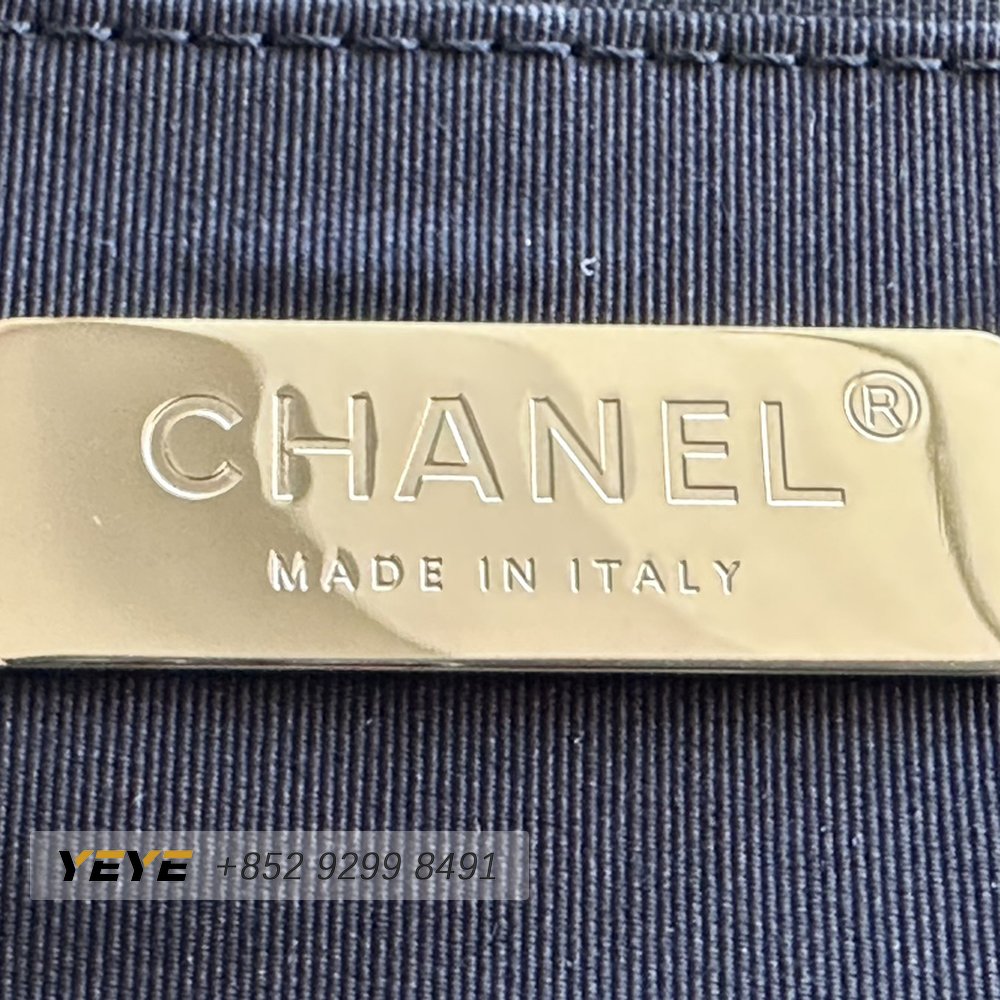 CHANEL®
MADE IN ITALY
YEYE +852 9299 8491